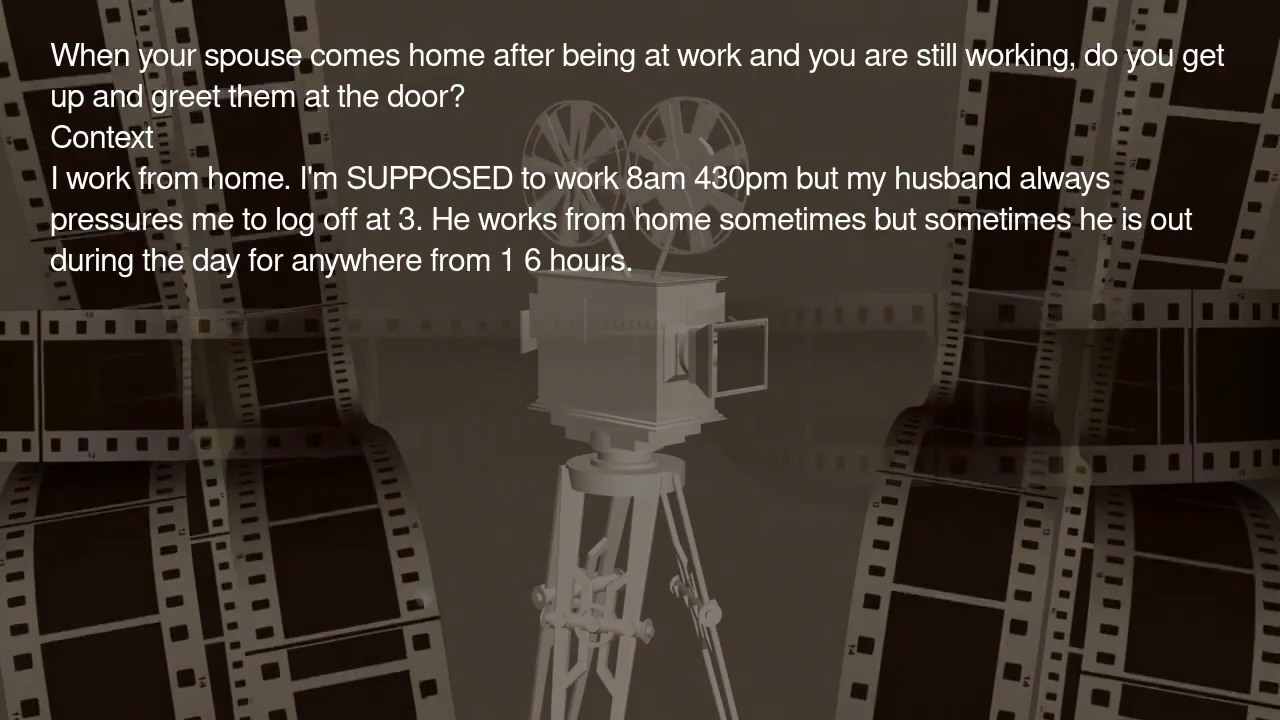 When your spouse comes home after being at work and you are still working, do you get
up and greet them at the door?
Context
I work from home. I'm SUPPOSED to work 8am 430pm but my husband always
pressures me to log off at 3. He works from home sometimes but sometimes he is out
during the day for anywhere from 1 6 hours.